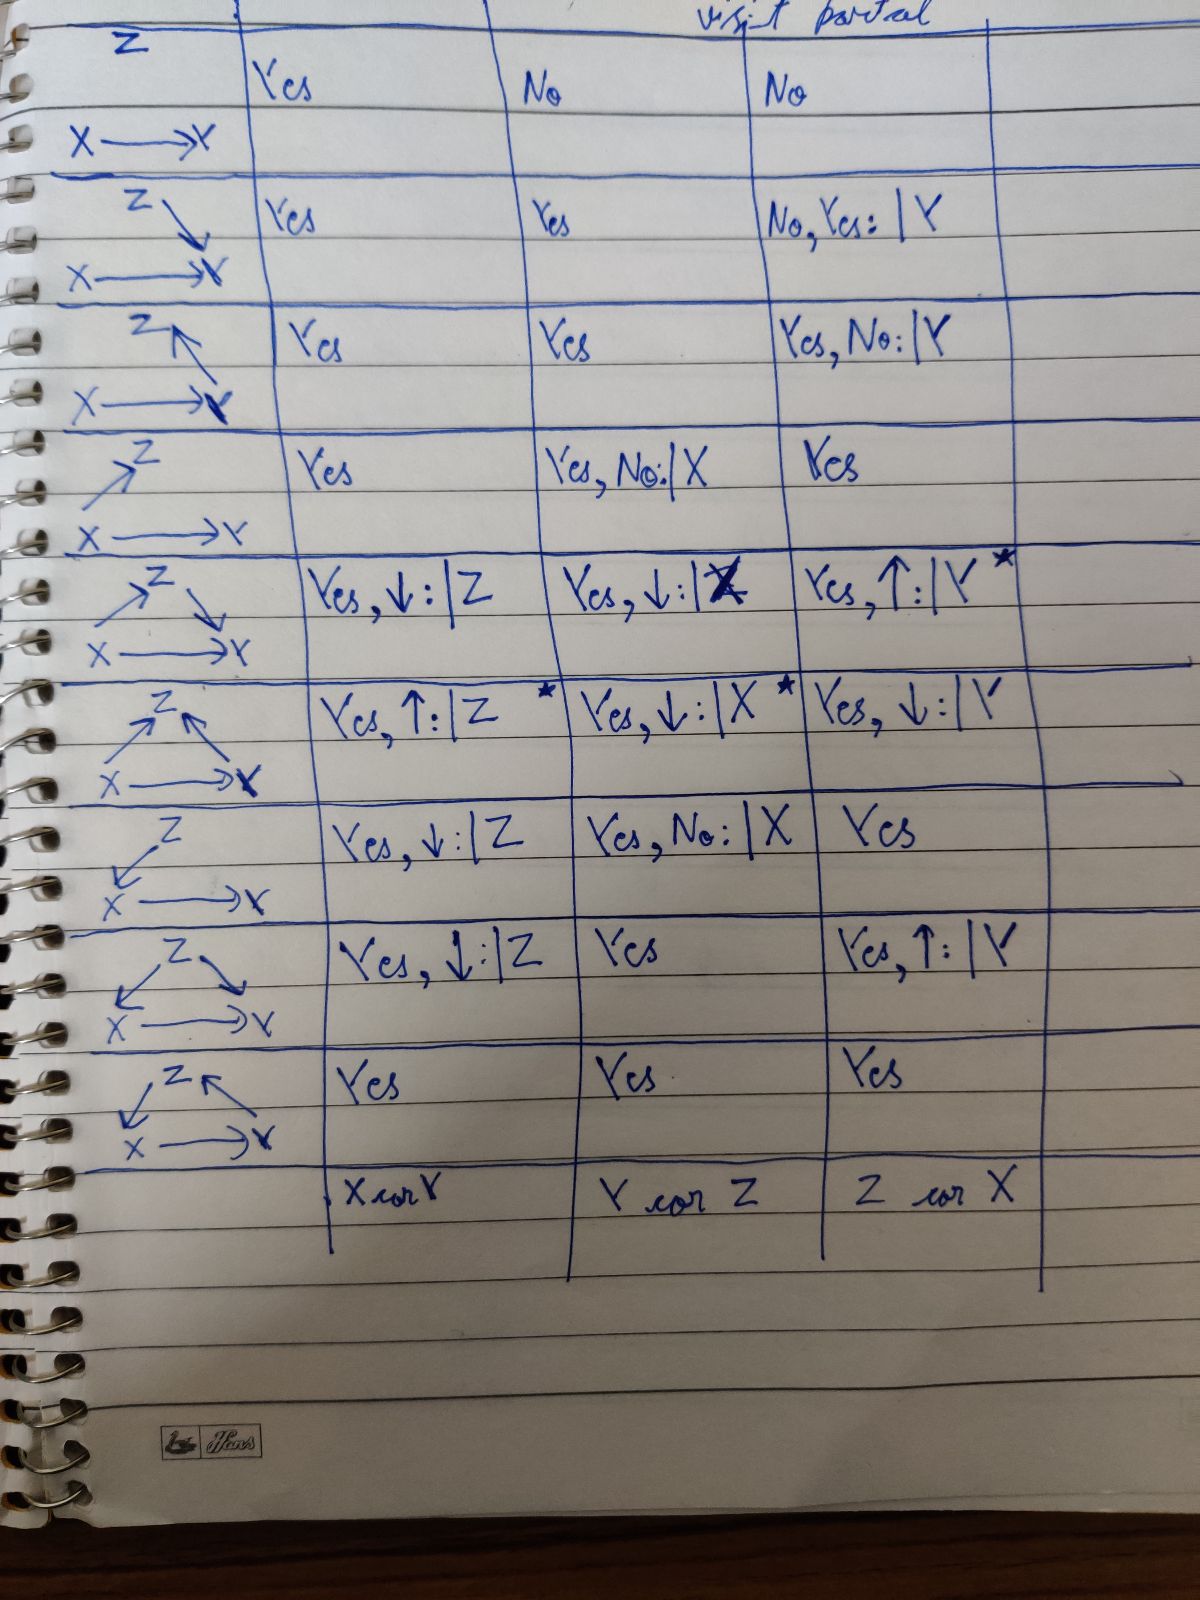 visit partial
Z
Yes No No
X → Y
Z Yes Yes No, Yes: | Y
X → Y
Z Yes Yes Yes, No: | Y
X → Y
Z Yes Yes, No: | X Yes
X → Y
Z Yes, ↓: | Z Yes, ↓: | X Yes, ↑: | Y *
X → Y
Z Yes, ↑: | Z * Yes, ↓: | X * Yes, ↓: | Y
X → Y
Z Yes, ↓: | Z Yes, No: | X Yes
X → Y
Z Yes, ↓: | Z Yes Yes, ↑: | Y
X → Y
Z Yes Yes Yes
X → Y
X cor Y Y cor Z Z cor X
Hans